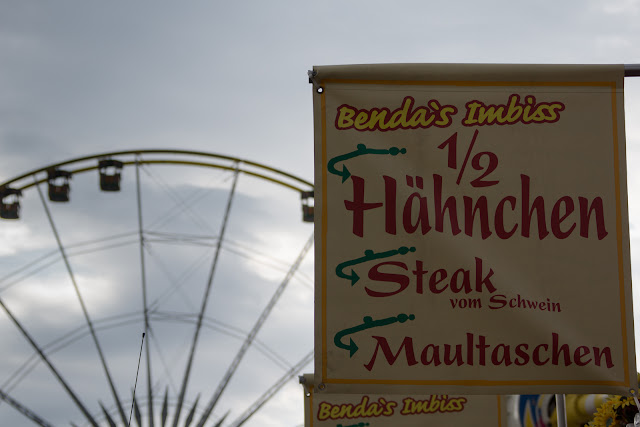 Benda`s Imbiss
1/2
Hähnchen
Steak
vom Schwein
Maultaschen
Benda`s Imbiss